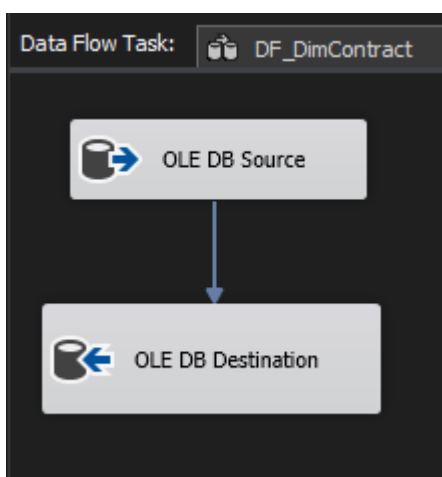 Data Flow Task: DF_DimContract
OLE DB Source
OLE DB Destination